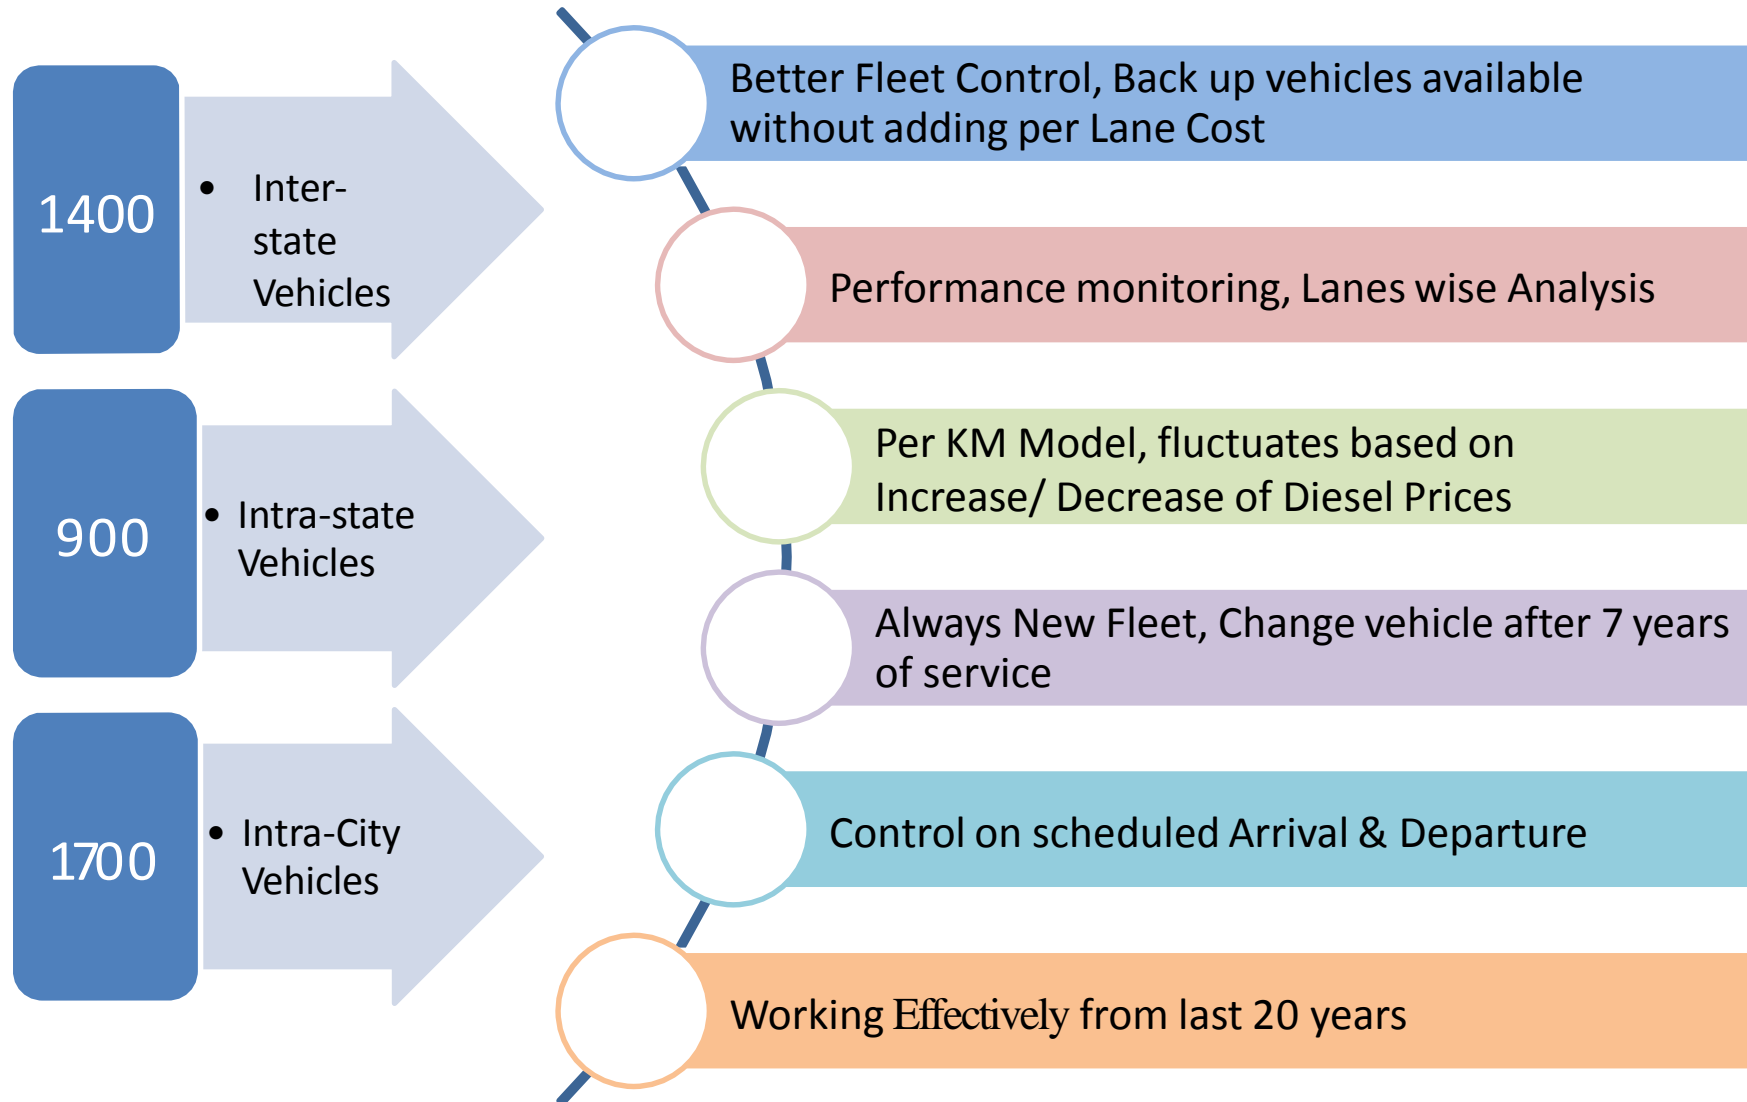 1400
• Inter-
state
Vehicles
900
• Intra-state
Vehicles
1700
• Intra-City
Vehicles
Better Fleet Control, Back up vehicles available
without adding per Lane Cost
Performance monitoring, Lanes wise Analysis
Per KM Model, fluctuates based on
Increase/ Decrease of Diesel Prices
Always New Fleet, Change vehicle after 7 years
of service
Control on scheduled Arrival & Departure
Working Effectively from last 20 years